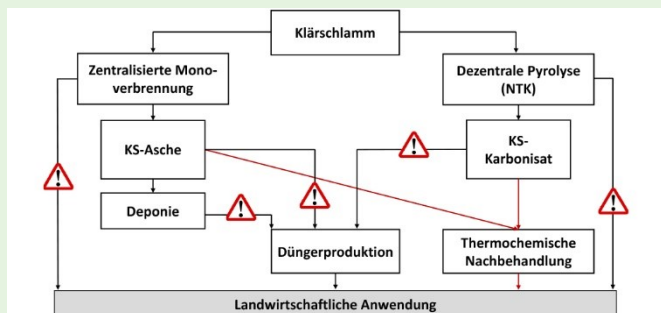 Klärschlamm
Zentralisierte Mono-
verbrennung
Dezentrale Pyrolyse
(NTK)
KS-Asche
KS-
Karbonisat
Deponie
Düngerproduktion
Thermochemische
Nachbehandlung
Landwirtschaftliche Anwendung